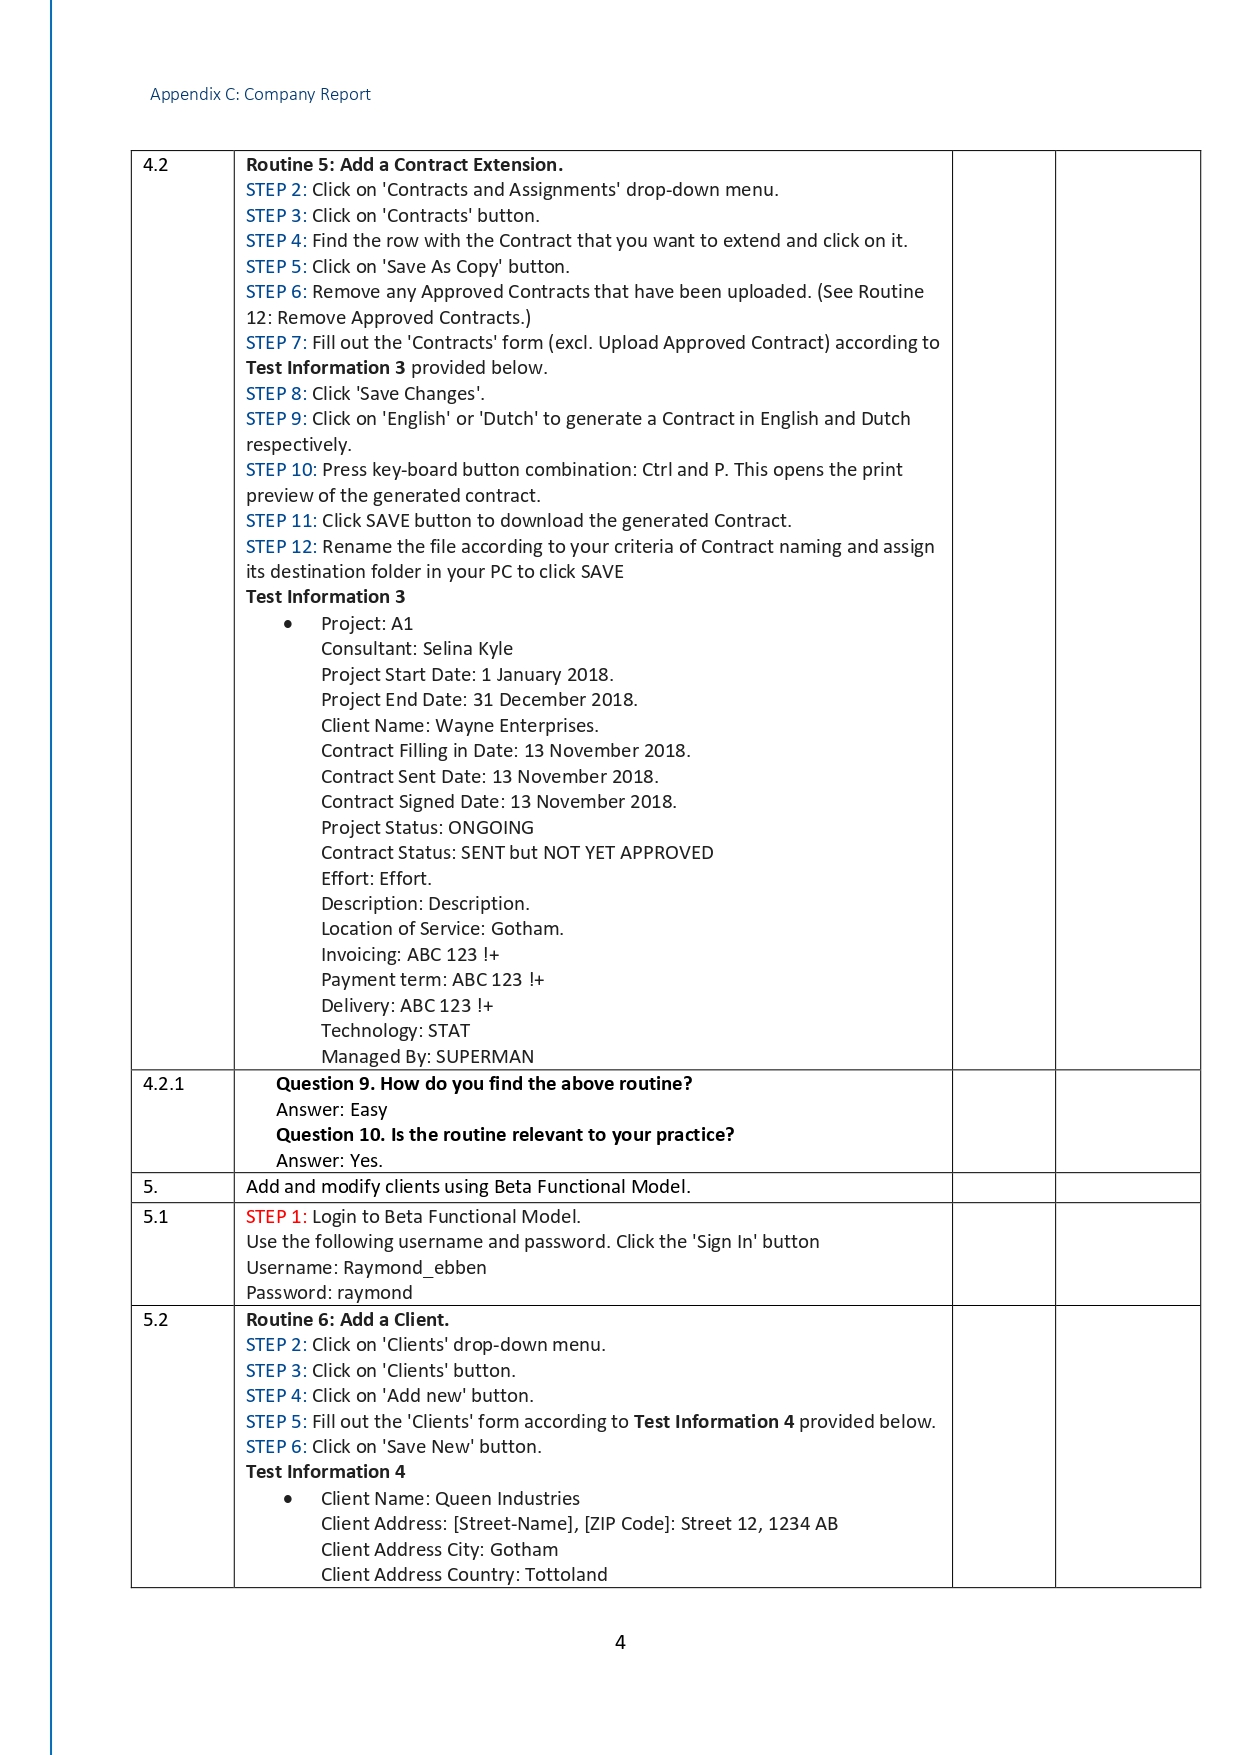 Appendix C: Company Report
4.2
Routine 5: Add a Contract Extension.
STEP 2: Click on 'Contracts and Assignments' drop-down menu.
STEP 3: Click on 'Contracts' button.
STEP 4: Find the row with the Contract that you want to extend and click on it.
STEP 5: Click on 'Save As Copy' button.
STEP 6: Remove any Approved Contracts that have been uploaded. (See Routine
12: Remove Approved Contracts.)
STEP 7: Fill out the 'Contracts' form (excl. Upload Approved Contract) according to
Test Information 3 provided below.
STEP 8: Click 'Save Changes'.
STEP 9: Click on 'English' or 'Dutch' to generate a Contract in English and Dutch
respectively.
STEP 10: Press key-board button combination: Ctrl and P. This opens the print
preview of the generated contract.
STEP 11: Click SAVE button to download the generated Contract.
STEP 12: Rename the file according to your criteria of Contract naming and assign
its destination folder in your PC to click SAVE
Test Information 3
• Project: A1
Consultant: Selina Kyle
Project Start Date: 1 January 2018.
Project End Date: 31 December 2018.
Client Name: Wayne Enterprises.
Contract Filling in Date: 13 November 2018.
Contract Sent Date: 13 November 2018.
Contract Signed Date: 13 November 2018.
Project Status: ONGOING
Contract Status: SENT but NOT YET APPROVED
Effort: Effort.
Description: Description.
Location of Service: Gotham.
Invoicing: ABC 123 !+
Payment term: ABC 123 !+
Delivery: ABC 123 !+
Technology: STAT
Managed By: SUPERMAN
4.2.1
Question 9. How do you find the above routine?
Answer: Easy
Question 10. Is the routine relevant to your practice?
Answer: Yes.
5.
Add and modify clients using Beta Functional Model.
5.1
STEP 1: Login to Beta Functional Model.
Use the following username and password. Click the 'Sign In' button
Username: Raymond_ebben
Password: raymond
5.2
Routine 6: Add a Client.
STEP 2: Click on 'Clients' drop-down menu.
STEP 3: Click on 'Clients' button.
STEP 4: Click on 'Add new' button.
STEP 5: Fill out the 'Clients' form according to Test Information 4 provided below.
STEP 6: Click on 'Save New' button.
Test Information 4
• Client Name: Queen Industries
Client Address: [Street-Name], [ZIP Code]: Street 12, 1234 AB
Client Address City: Gotham
Client Address Country: Tottoland
4